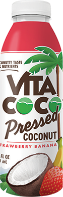 VITA
COCO
Pressed
COCONUT
STRAWBERRY BANANA